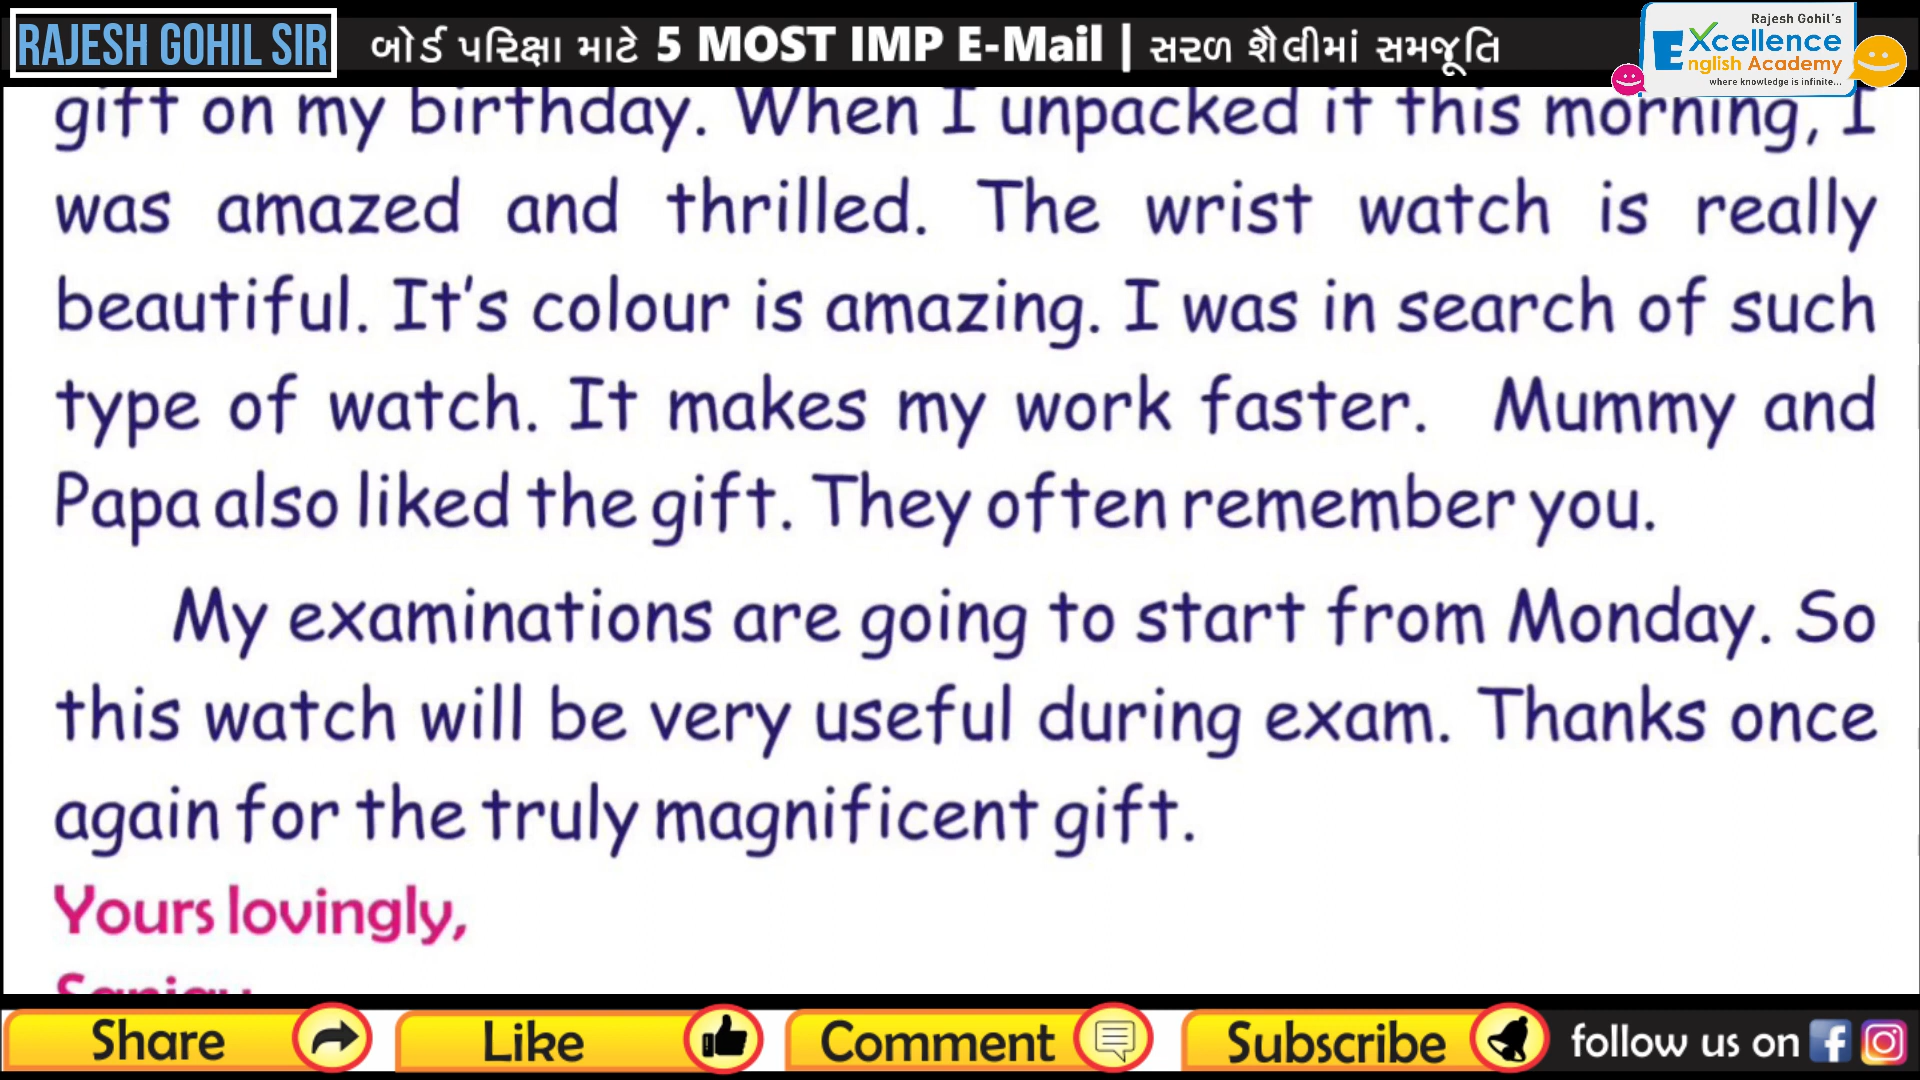 RAJESH GOHIL SIR
બોર્ડ પરિક્ષા માટે 5 MOST IMP E-Mail | સરળ શૈલીમાં સમજૂતિ
Rajesh Gohil's
Excellence
English Academy
where knowledge is infinite...
gift on my birthday. When I unpacked it this morning, I
was amazed and thrilled. The wrist watch is really
beautiful. It's colour is amazing. I was in search of such
type of watch. It makes my work faster. Mummy and
Papa also liked the gift. They often remember you.
My examinations are going to start from Monday. So
this watch will be very useful during exam. Thanks once
again for the truly magnificent gift.
Yours lovingly,
Share
Like
Comment
Subscribe
follow us on